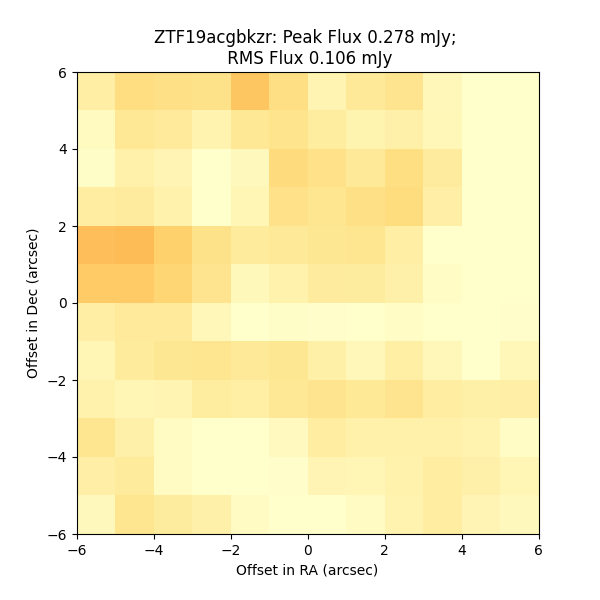 ZTF19acgbkzr: Peak Flux 0.278 mJy;
RMS Flux 0.106 mJy
6
4
2
0
−2
−4
−6
Offset in Dec (arcsec)
−6 −4 −2 0 2 4 6
Offset in RA (arcsec)